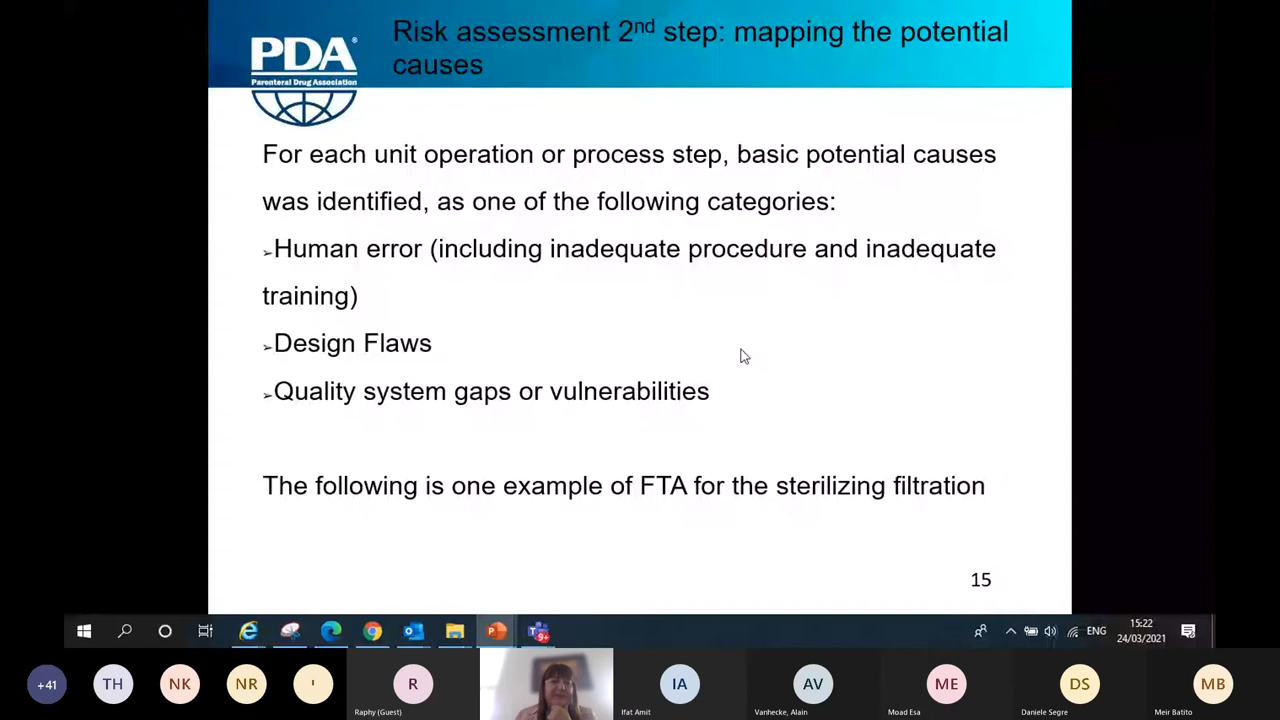 PDA®
Parenteral Drug Association
Risk assessment 2nd step: mapping the potential
causes
For each unit operation or process step, basic potential causes
was identified, as one of the following categories:
➢Human error (including inadequate procedure and inadequate
training)
➢Design Flaws
➢Quality system gaps or vulnerabilities
The following is one example of FTA for the sterilizing filtration
15
9+
ENG
15:22
24/03/2021
+41
TH
NK
NR
'
R
IA
AV
ME
DS
MB
Raphy (Guest)
Ifat Amit
Vanhecke, Alain
Moad Esa
Daniele Segre
Meir Batito